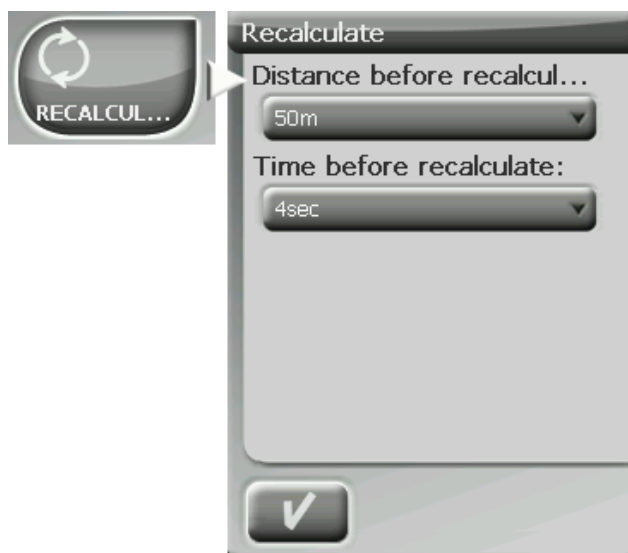 RECALCUL...
Recalculate
Distance before recalcul...
50m
Time before recalculate:
4sec